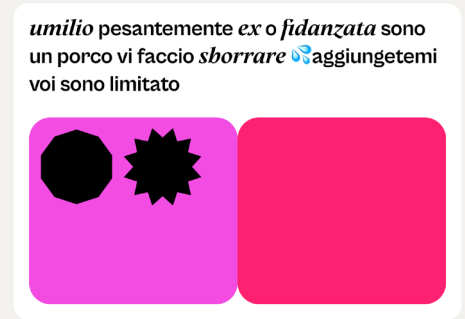 umilio pesantemente ex o fidanzata sono
un porco vi faccio sborrare 💦aggiungetemi
voi sono limitato